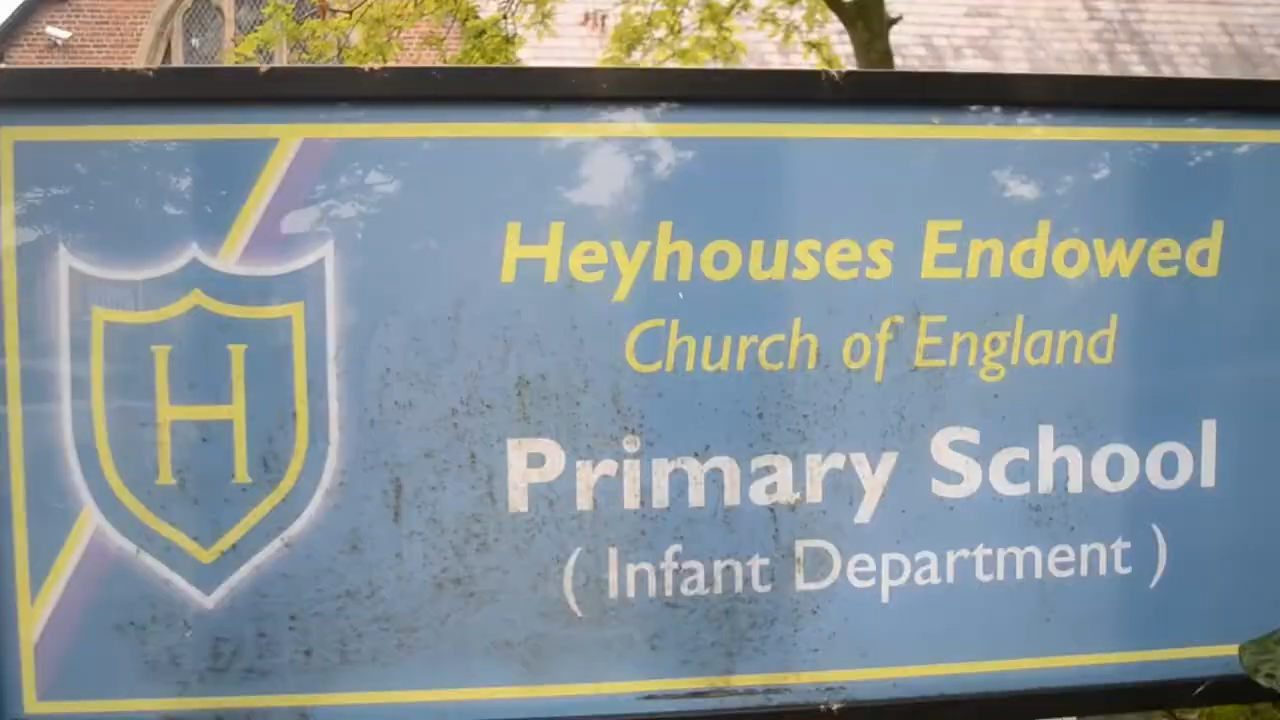 H
Heyhouses Endowed
Church of England
Primary School
( Infant Department )